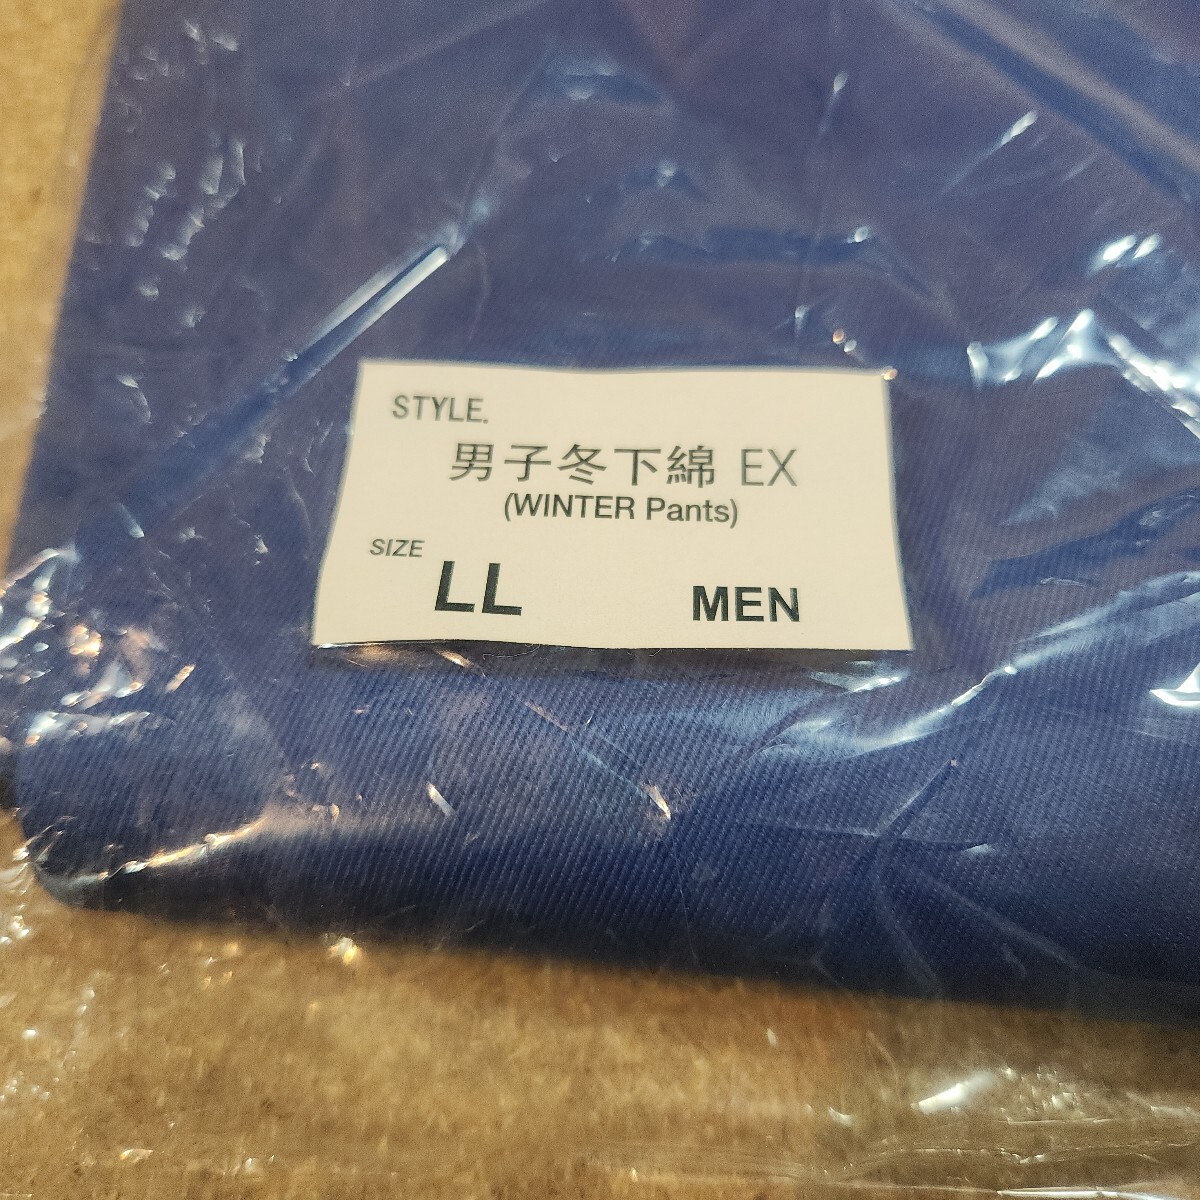 STYLE.
男子冬下綿 EX
(WINTER Pants)
SIZE LL MEN